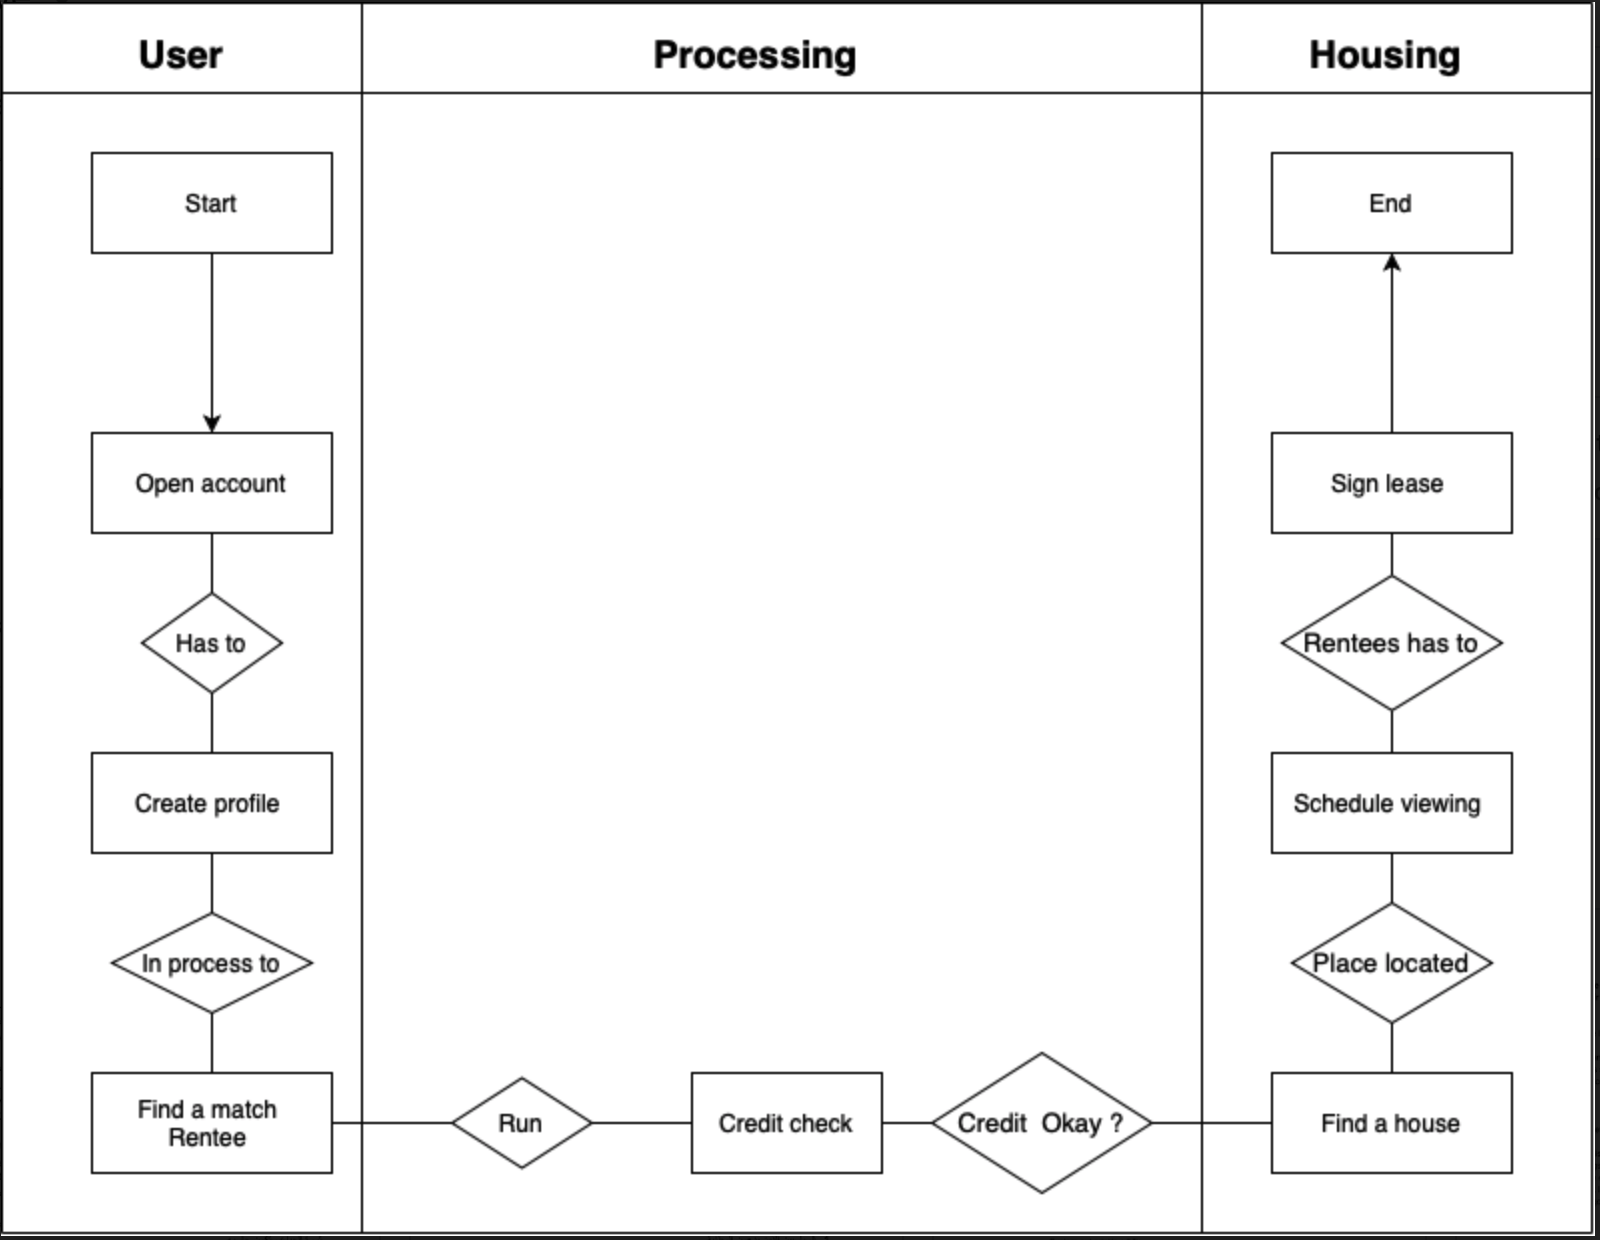 User
Processing
Housing
Start
Open account
Has to
Create profile
In process to
Find a match
Rentee
Run
Credit check
Credit  Okay ?
End
Sign lease
Rentees has to
Schedule viewing
Place located
Find a house